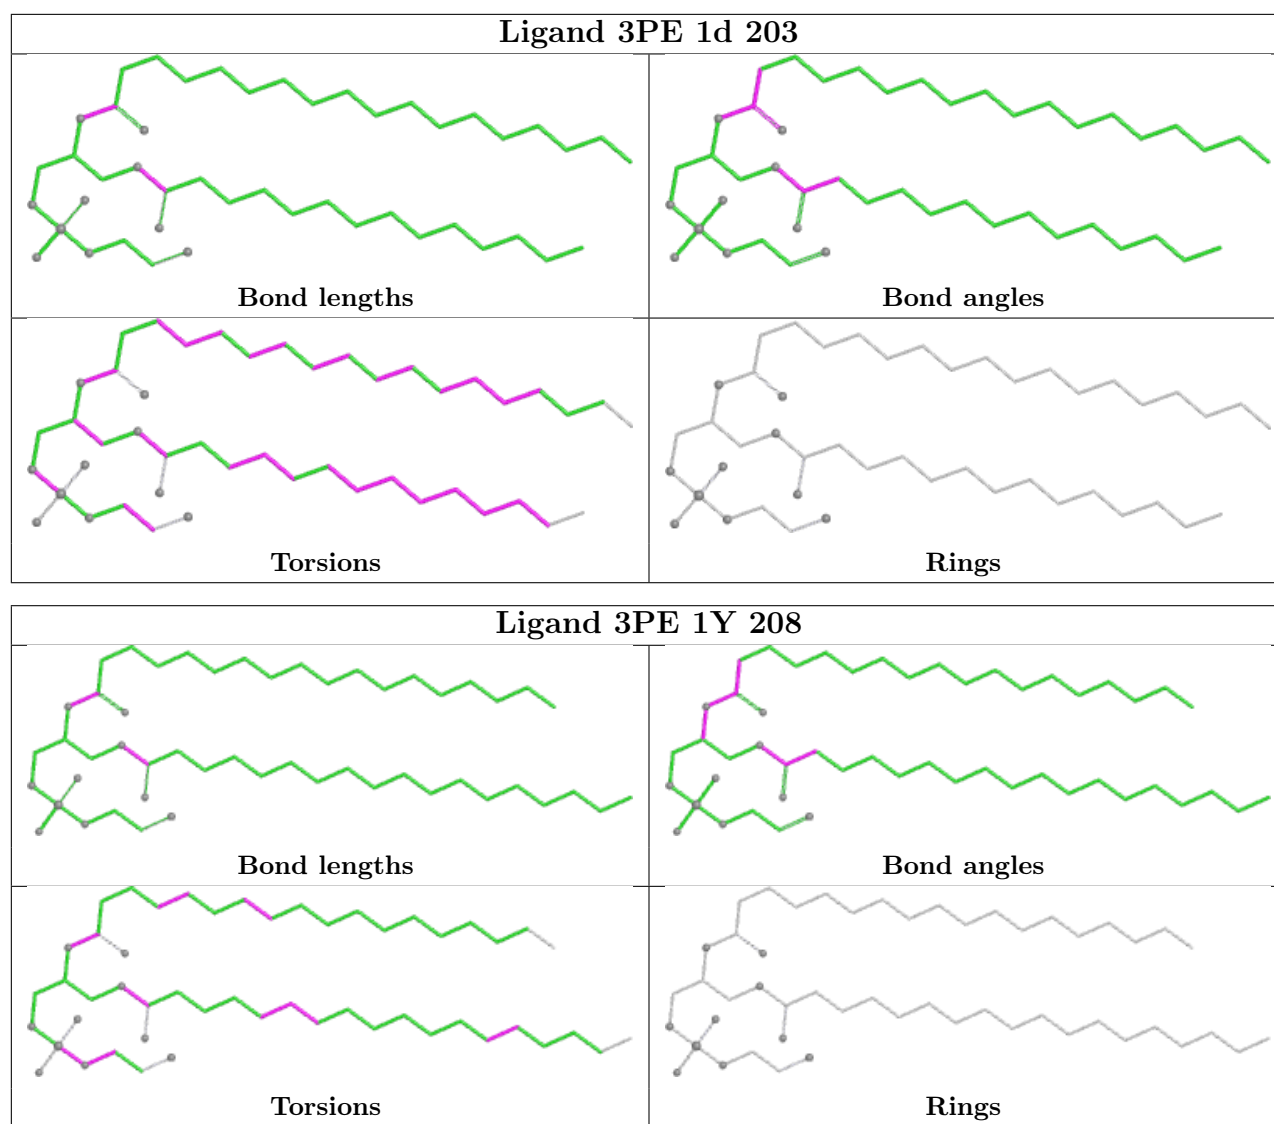 Ligand 3PE 1d 203
Bond lengths
Bond angles
Torsions
Rings
Ligand 3PE 1Y 208
Bond lengths
Bond angles
Torsions
Rings